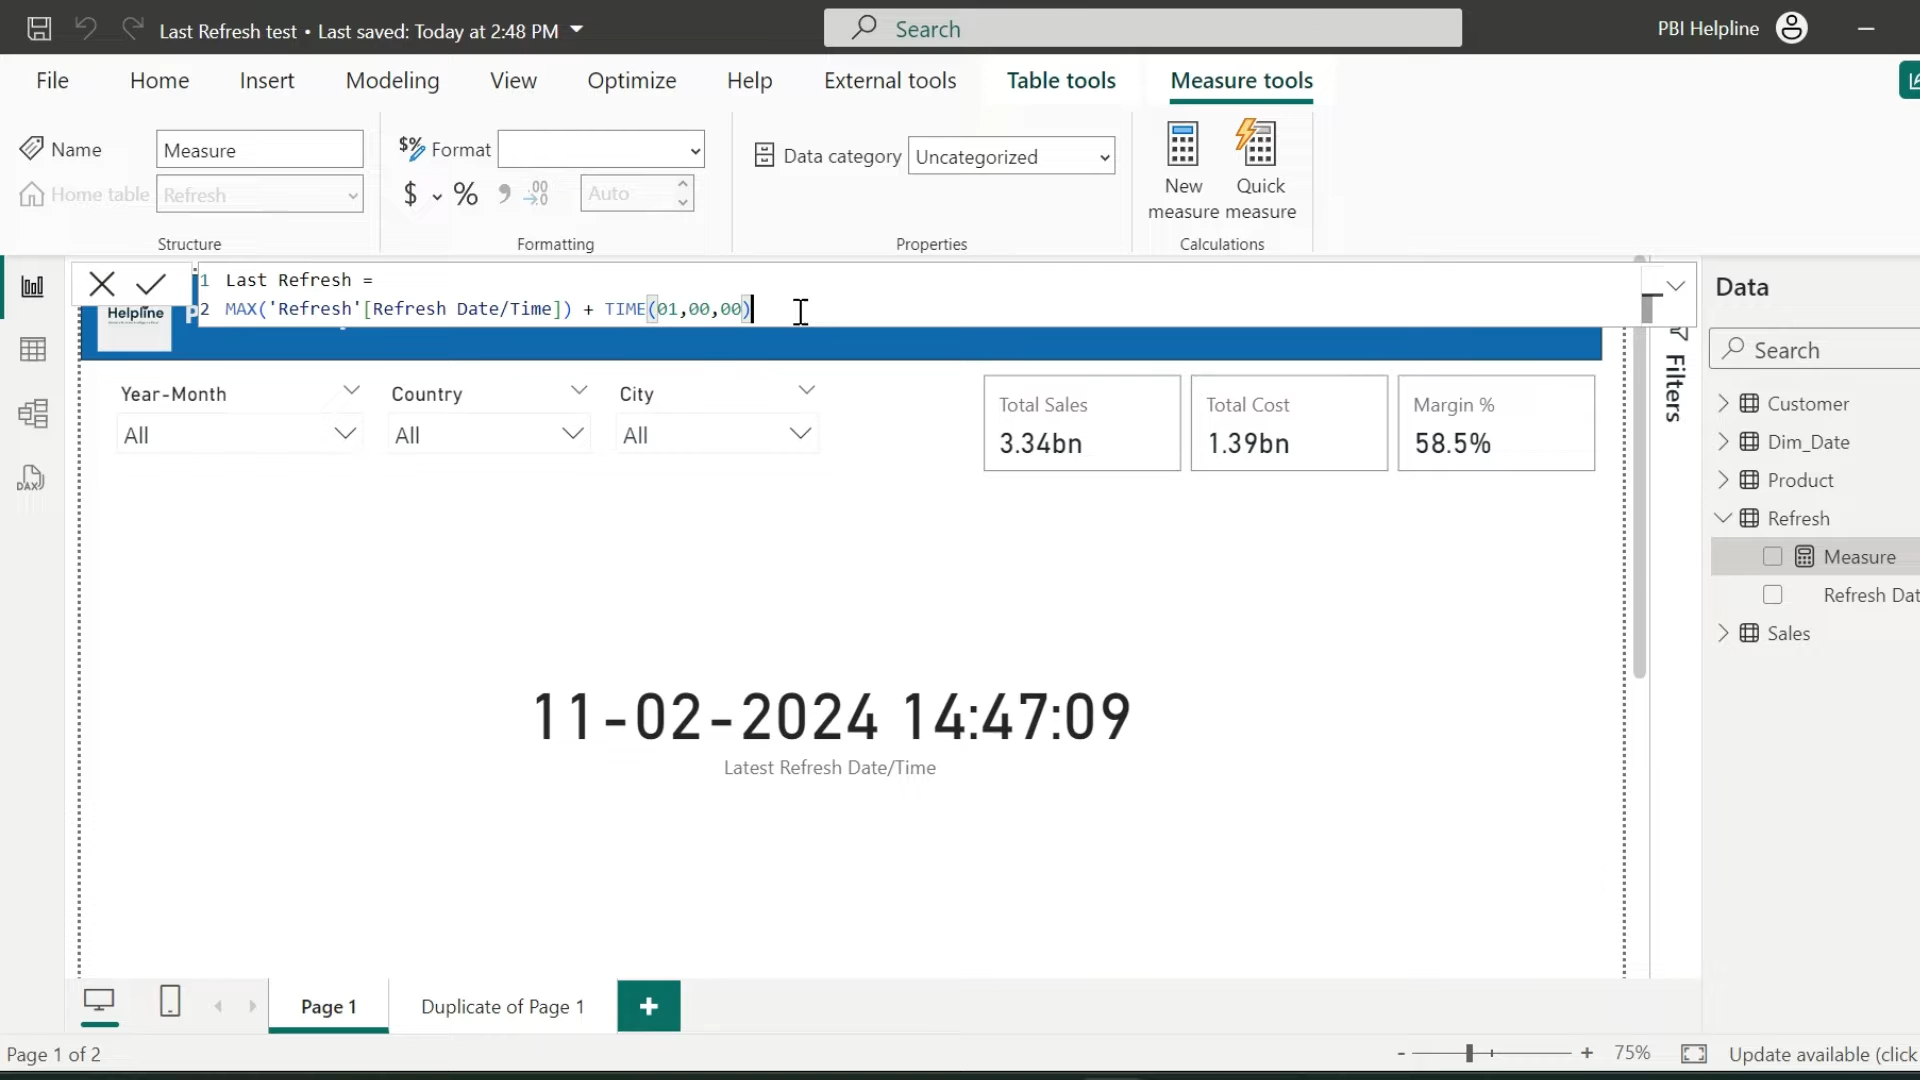 Last Refresh test • Last saved: Today at 2:48 PM
Search
PBI Helpline
File
Home
Insert
Modeling
View
Optimize
Help
External tools
Table tools
Measure tools
Name
Measure
Home table
Refresh
Structure
$%
Format
$
%
.00
Auto
Formatting
Data category
Uncategorized
Properties
New measure
Quick measure
Calculations
1 Last Refresh =
2 MAX('Refresh'[Refresh Date/Time]) + TIME(01,00,00)
Helpline
DAX
Year-Month
All
Country
All
City
All
Total Sales
3.34bn
Total Cost
1.39bn
Margin %
58.5%
11-02-2024 14:47:09
Latest Refresh Date/Time
Filters
Data
Search
Customer
Dim_Date
Product
Refresh
Measure
Refresh Dat
Sales
Page 1
Duplicate of Page 1
+
Page 1 of 2
-
+
75%
Update available (click